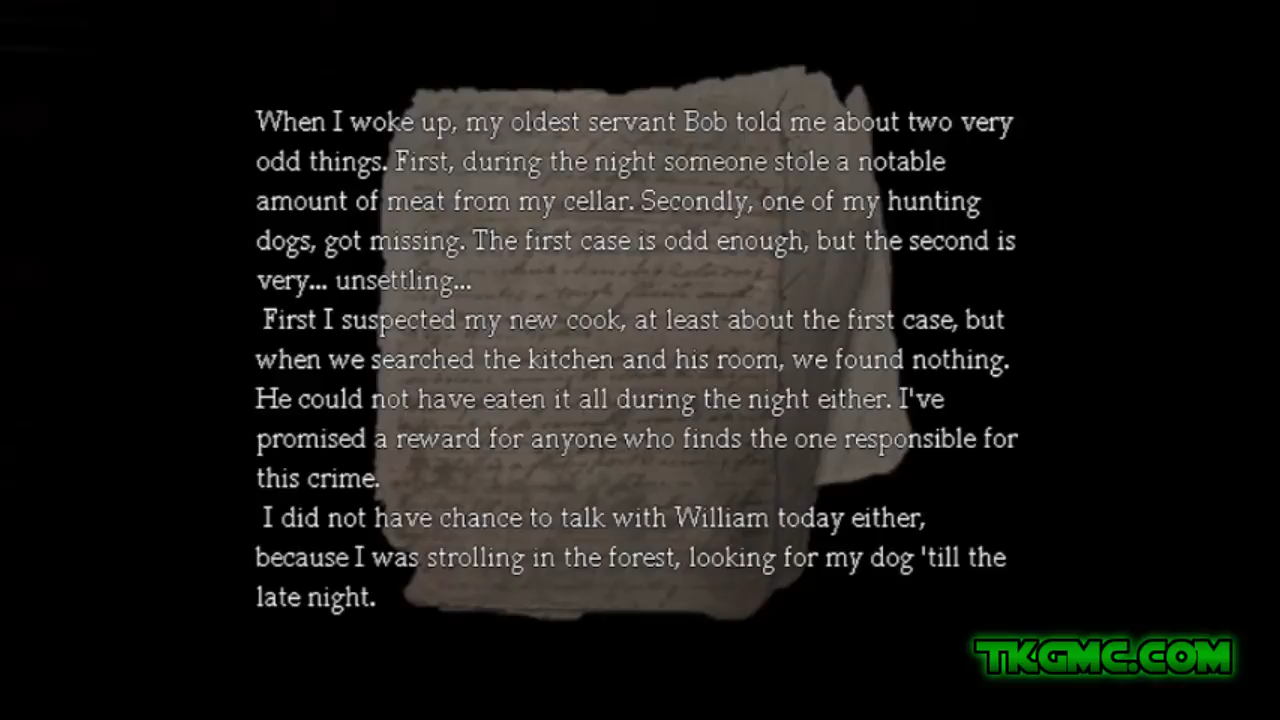 When I woke up, my oldest servant Bob told me about two very
odd things. First, during the night someone stole a notable
amount of meat from my cellar. Secondly, one of my hunting
dogs, got missing. The first case is odd enough, but the second is
very... unsettling...
First I suspected my new cook, at least about the first case, but
when we searched the kitchen and his room, we found nothing.
He could not have eaten it all during the night either. I've
promised a reward for anyone who finds the one responsible for
this crime.
I did not have chance to talk with William today either,
because I was strolling in the forest, looking for my dog 'till the
late night.
TKGMC.COM